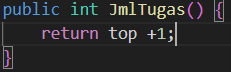 public int JmlTugas() {
    return top +1;
}